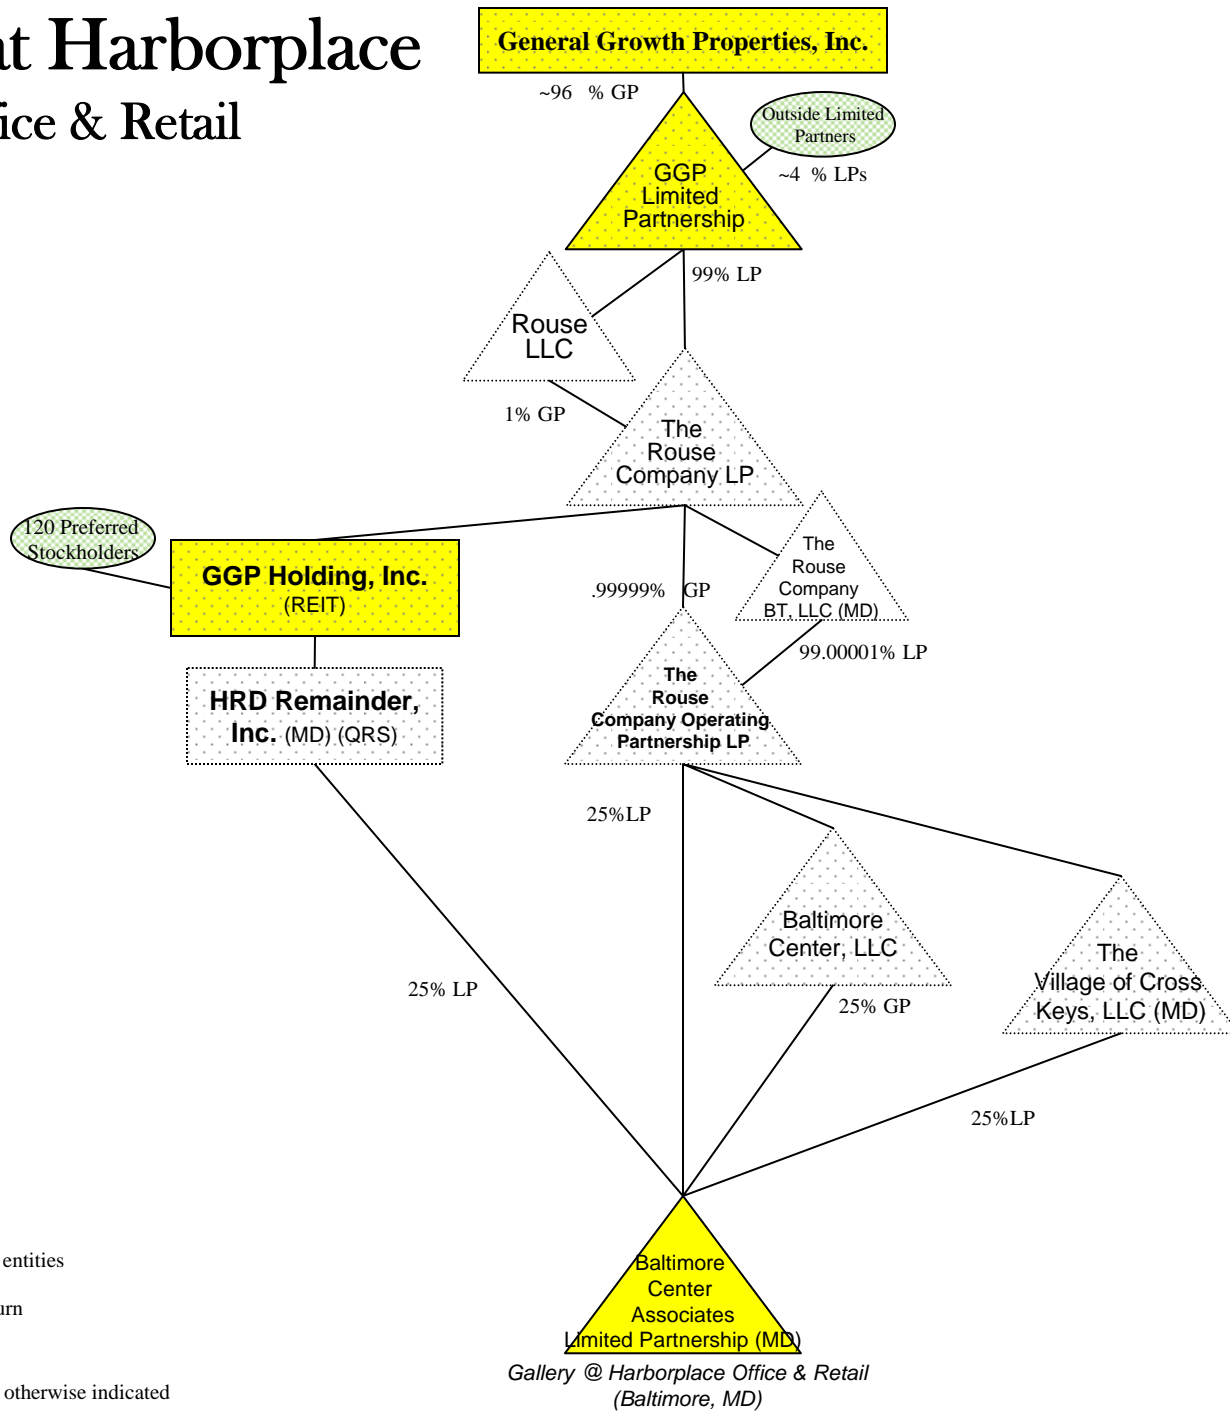 at Harborplace
ice & Retail
General Growth Properties, Inc.
~96 % GP
Outside Limited
Partners
~4 % LPs
GGP
Limited
Partnership
99% LP
Rouse
LLC
1% GP
The
Rouse
Company LP
120 Preferred
Stockholders
GGP Holding, Inc.
(REIT)
.99999% GP
The
Rouse
Company
BT, LLC (MD)
99.00001% LP
HRD Remainder,
Inc. (MD) (QRS)
The
Rouse
Company Operating
Partnership LP
25%LP
Baltimore
Center, LLC
The
Village of Cross
Keys, LLC (MD)
25% LP
25% GP
25%LP
entities
urn
otherwise indicated
Baltimore
Center
Associates
Limited Partnership (MD)
Gallery @ Harborplace Office & Retail
(Baltimore, MD)